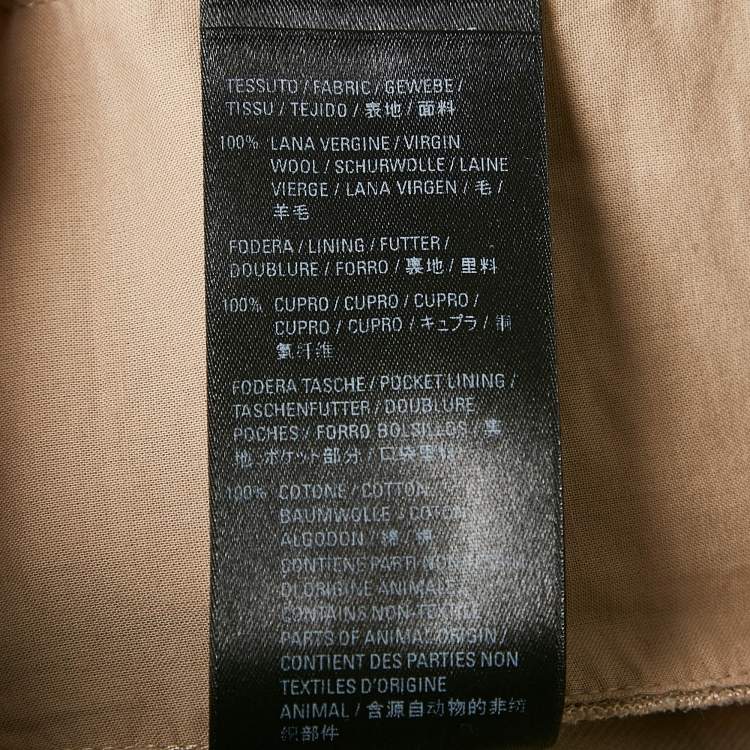 TESSUTO / FABRIC / GEWEBE /
TISSU / TEJIDO / 表地 / 面料
100% LANA VERGINE / VIRGIN
WOOL / SCHURWOLLE / LAINE
VIERGE / LANA VIRGEN / 毛 /
羊毛
FODERA / LINING / FUTTER /
DOUBLURE / FORRO / 裏地 / 里料
100% CUPRO / CUPRO / CUPRO /
CUPRO / CUPRO / キュプラ / 铜
氨纤维
FODERA TASCHE / POCKET LINING /
TASCHENFUTTER / DOUBLURE
POCHES / FORRO BOLSILLOS / 裏
地, ポケット部分 / 口袋里料
100% COTONE / COTTON
BAUMWOLLE / COTON
ALGODON / 綿 / 棉
CONTIENE PARTI NON
DI ORIGINE ANIMALE
CONTAINS NON-TEXTILE
PARTS OF ANIMAL ORIGIN /
CONTIENT DES PARTIES NON
TEXTILES D'ORIGINE
ANIMAL / 含源自动物的非纺
织部件